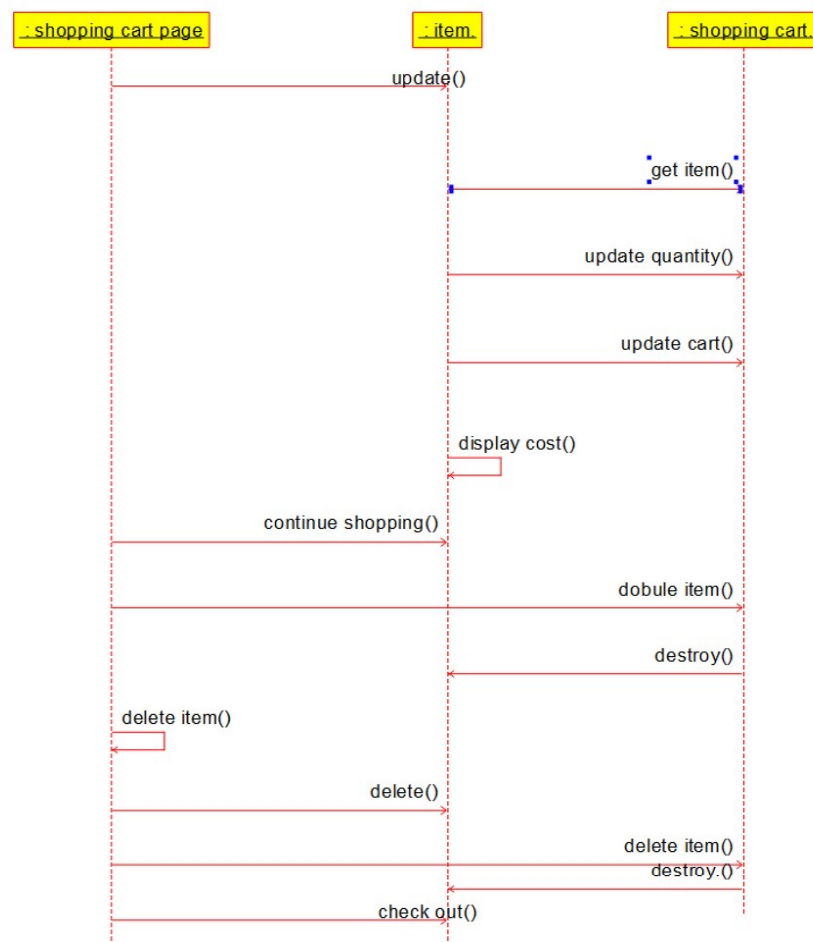 : shopping cart page
: item.
: shopping cart.
update()
get item()
update quantity()
update cart()
display cost()
continue shopping()
dobule item()
destroy()
delete item()
delete()
delete item()
destroy.()
check out()